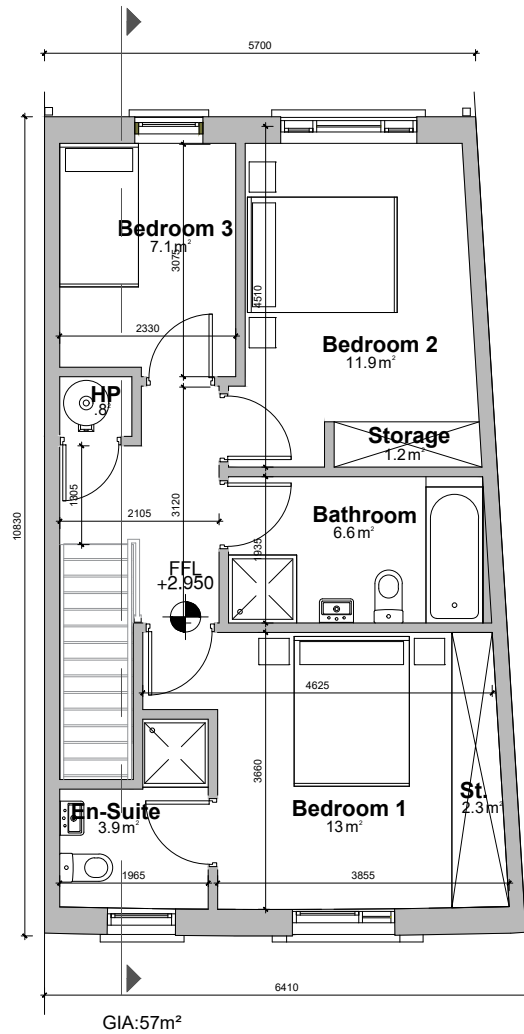 5700
Bedroom 3
7.1m²
3075
2330
4510
Bedroom 2
11.9m²
HP
.8²
Storage
1.2m²
1305
2105
3120
10830
Bathroom
6.6m²
1935
FFL
+2.950
4625
3660
En-Suite
3.9m²
Bedroom 1
13m²
St.
2.3m²
1965
3855
6410
GIA:57m²